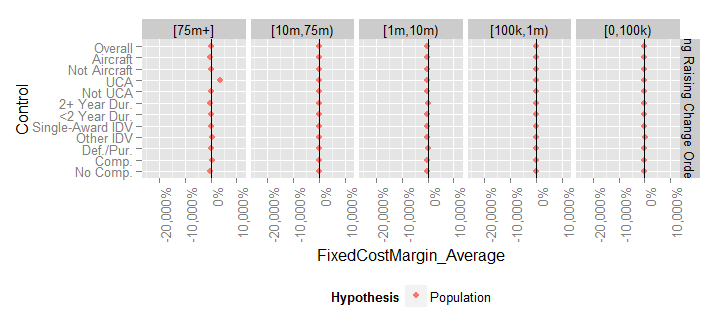 [75m+] [10m,75m) [1m,10m) [100k,1m) [0,100k)
Overall
Aircraft
Not Aircraft
UCA
Not UCA
2+ Year Dur.
<2 Year Dur.
Single-Award IDV
Other IDV
Def./Pur.
Comp.
No Comp.
Control
Raising Change
-20,000% -10,000% 0% 10,000% -20,000% -10,000% 0% 10,000% -20,000% -10,000% 0% 10,000% -20,000% -10,000% 0% 10,000% -20,000% -10,000% 0% 10,000%
FixedCostMargin_Average
Hypothesis Population